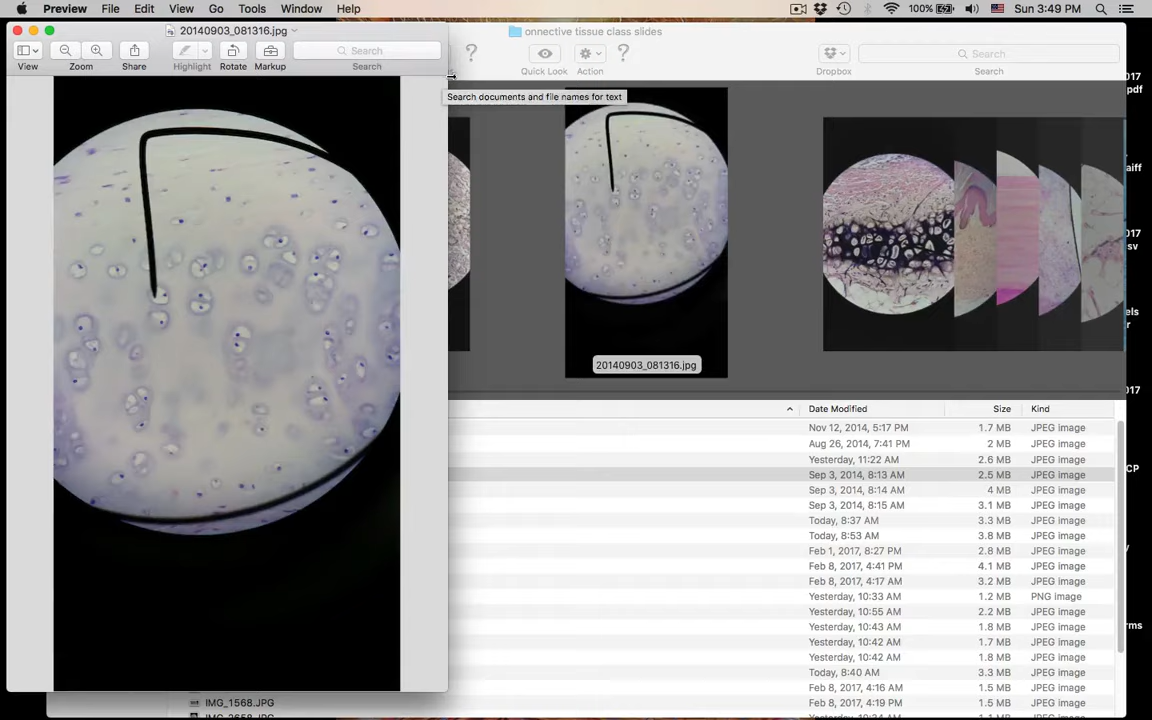 Preview File Edit View Go Tools Window Help 100% Sun 3:49 PM
20140903_081316.jpg
View Zoom Share Highlight Rotate Markup Search
Search
onnective tissue class slides
Quick Look Action Dropbox Search
Search
Search documents and file names for text
20140903_081316.jpg
Date Modified Size Kind
Nov 12, 2014, 5:17 PM 1.7 MB JPEG image
Aug 26, 2014, 7:41 PM 2 MB JPEG image
Yesterday, 11:22 AM 2.6 MB JPEG image
Sep 3, 2014, 8:13 AM 2.5 MB JPEG image
Sep 3, 2014, 8:14 AM 4 MB JPEG image
Sep 3, 2014, 8:15 AM 3.1 MB JPEG image
Today, 8:37 AM 3.3 MB JPEG image
Today, 8:53 AM 3.8 MB JPEG image
Feb 1, 2017, 8:27 PM 2.8 MB JPEG image
Feb 8, 2017, 4:41 PM 4.1 MB JPEG image
Feb 8, 2017, 4:17 AM 3.2 MB JPEG image
Yesterday, 10:33 AM 1.2 MB PNG image
Yesterday, 10:55 AM 2.2 MB JPEG image
Yesterday, 10:43 AM 1.8 MB JPEG image
Yesterday, 10:42 AM 1.7 MB JPEG image
Yesterday, 10:42 AM 1.8 MB JPEG image
Today, 8:40 AM 3.3 MB JPEG image
Feb 8, 2017, 4:16 AM 1.5 MB JPEG image
IMG_1568.JPG Feb 8, 2017, 4:19 PM 1.5 MB JPEG image
017
pdf
aiff
017
sv
els
r
017
CP
y
rms